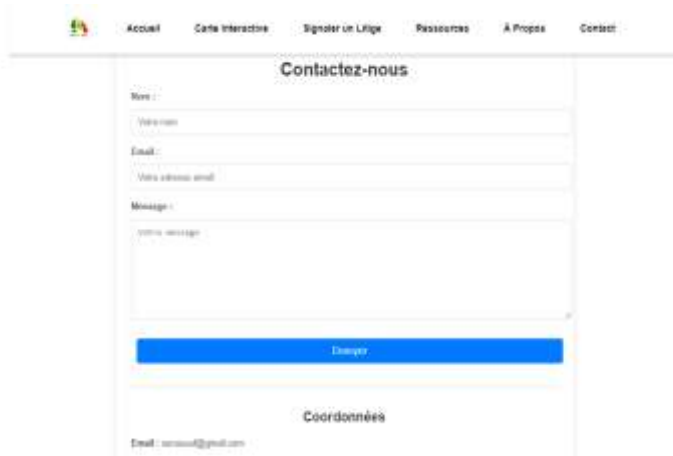 Accueil Carte Interactive Signaler un Litige Ressources À Propos Contact
Contactez-nous
Nom :
Votre nom
Email :
Votre adresse email
Message :
Votre message
Envoyer
Coordonnées
Email :